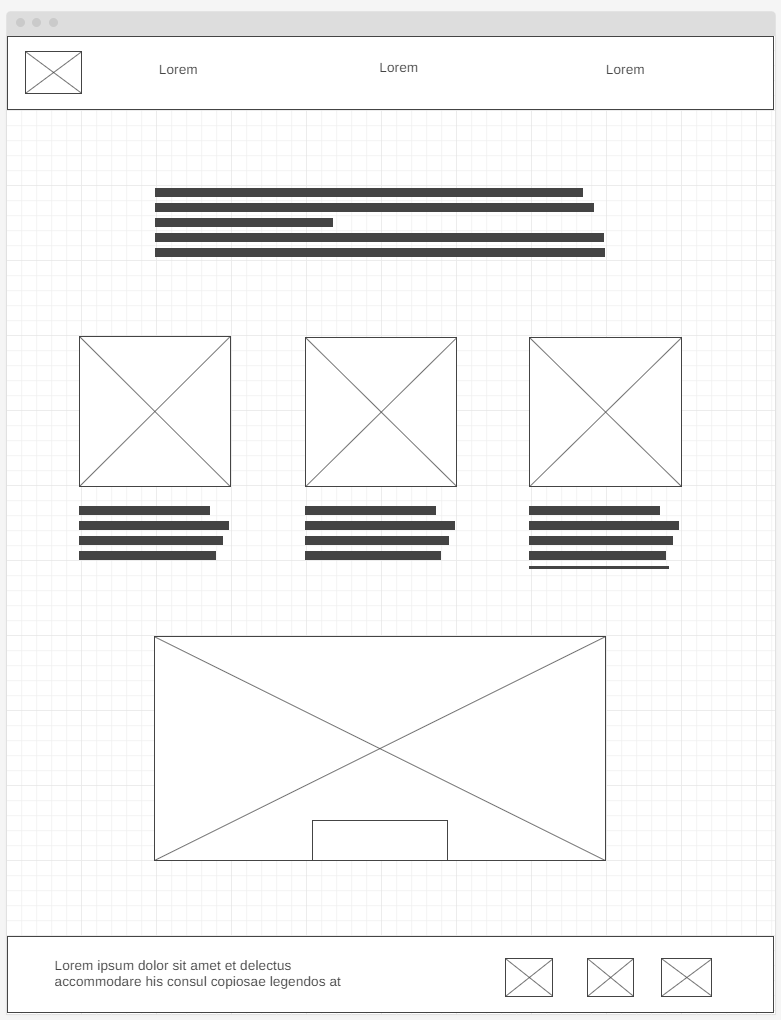 Lorem
Lorem
Lorem
Lorem ipsum dolor sit amet et delectus
accommodare his consul copiosae legendos at